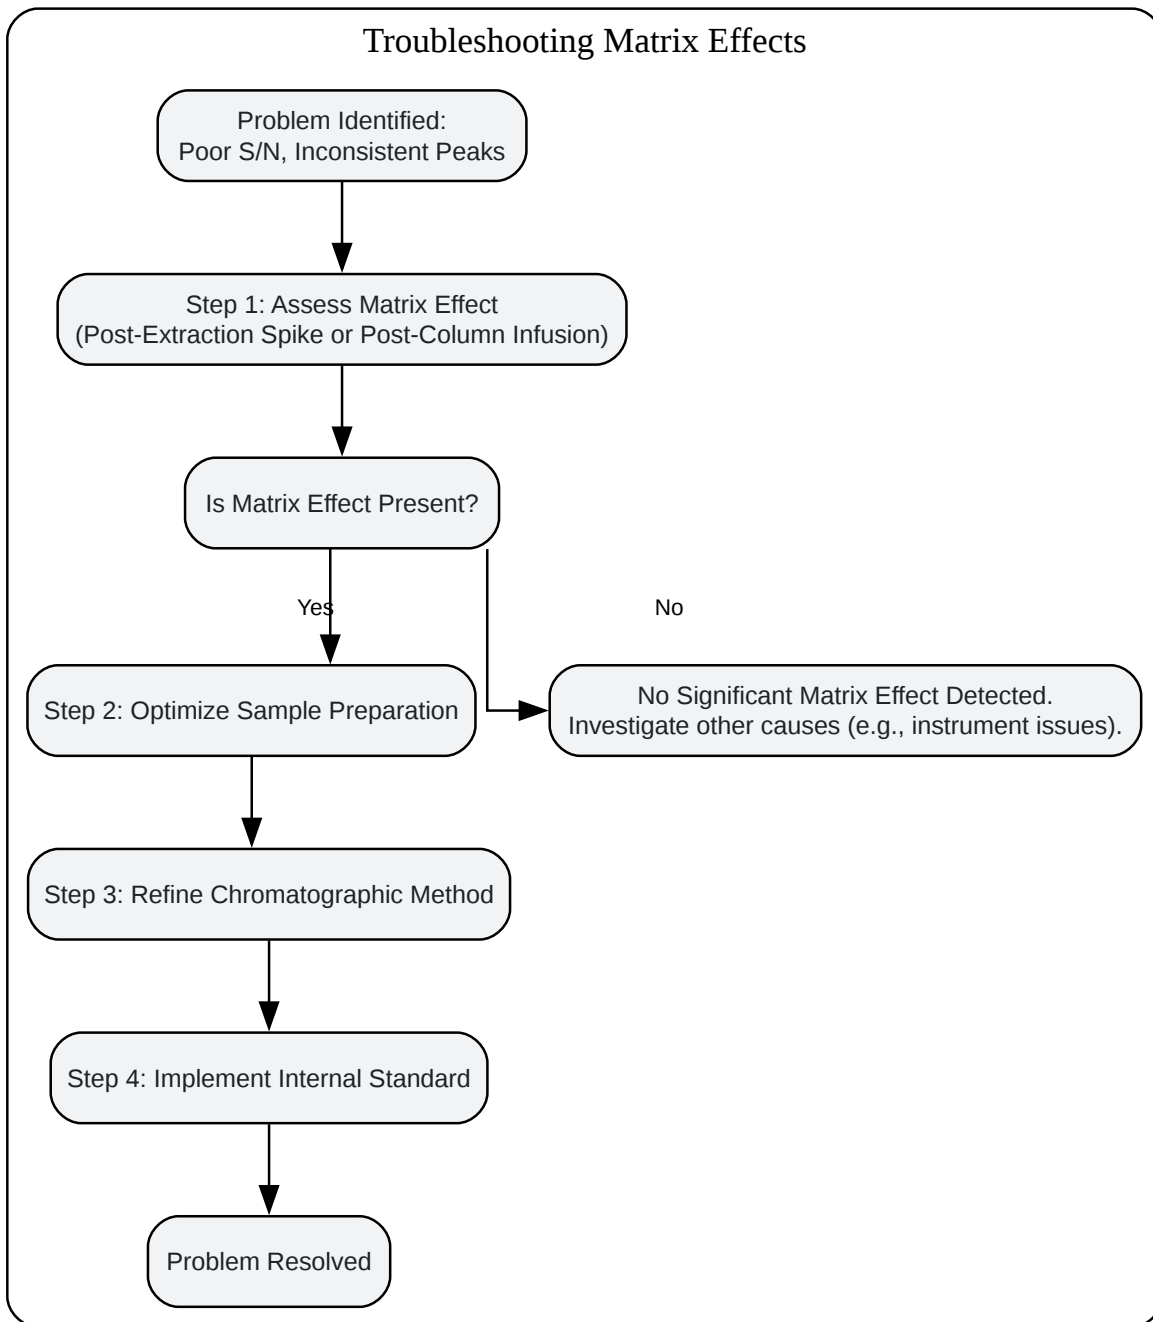 Troubleshooting Matrix Effects
Problem Identified:
Poor S/N, Inconsistent Peaks
Step 1: Assess Matrix Effect
(Post-Extraction Spike or Post-Column Infusion)
Is Matrix Effect Present?
Yes
No
Step 2: Optimize Sample Preparation
No Significant Matrix Effect Detected.
Investigate other causes (e.g., instrument issues).
Step 3: Refine Chromatographic Method
Step 4: Implement Internal Standard
Problem Resolved